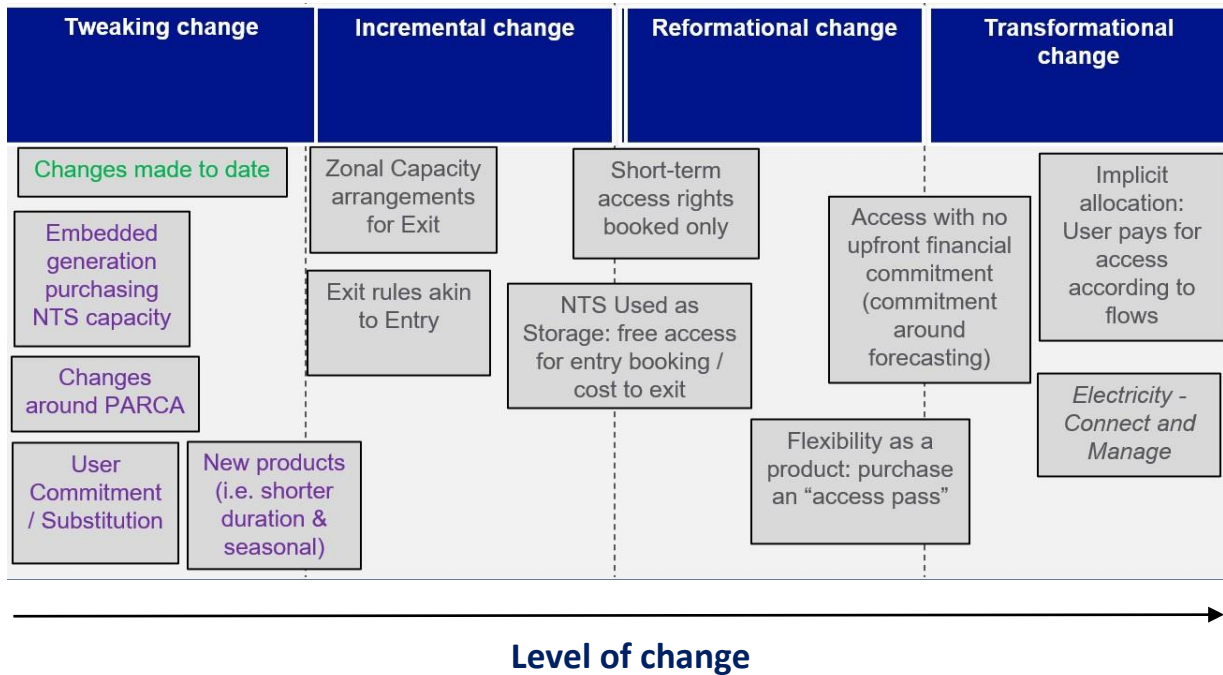 Tweaking change
Incremental change
Reformational change
Transformational
change
Changes made to date
Embedded
generation
purchasing
NTS capacity
Changes
around PARCA
User
Commitment
/ Substitution
New products
(i.e. shorter
duration &
seasonal)
Zonal Capacity
arrangements
for Exit
Exit rules akin
to Entry
Short-term
access rights
booked only
NTS Used as
Storage: free access
for entry booking /
cost to exit
Access with no
upfront financial
commitment
(commitment
around
forecasting)
Flexibility as a
product: purchase
an “access pass”
Implicit
allocation:
User pays for
access
according to
flows
Electricity -
Connect and
Manage
Level of change